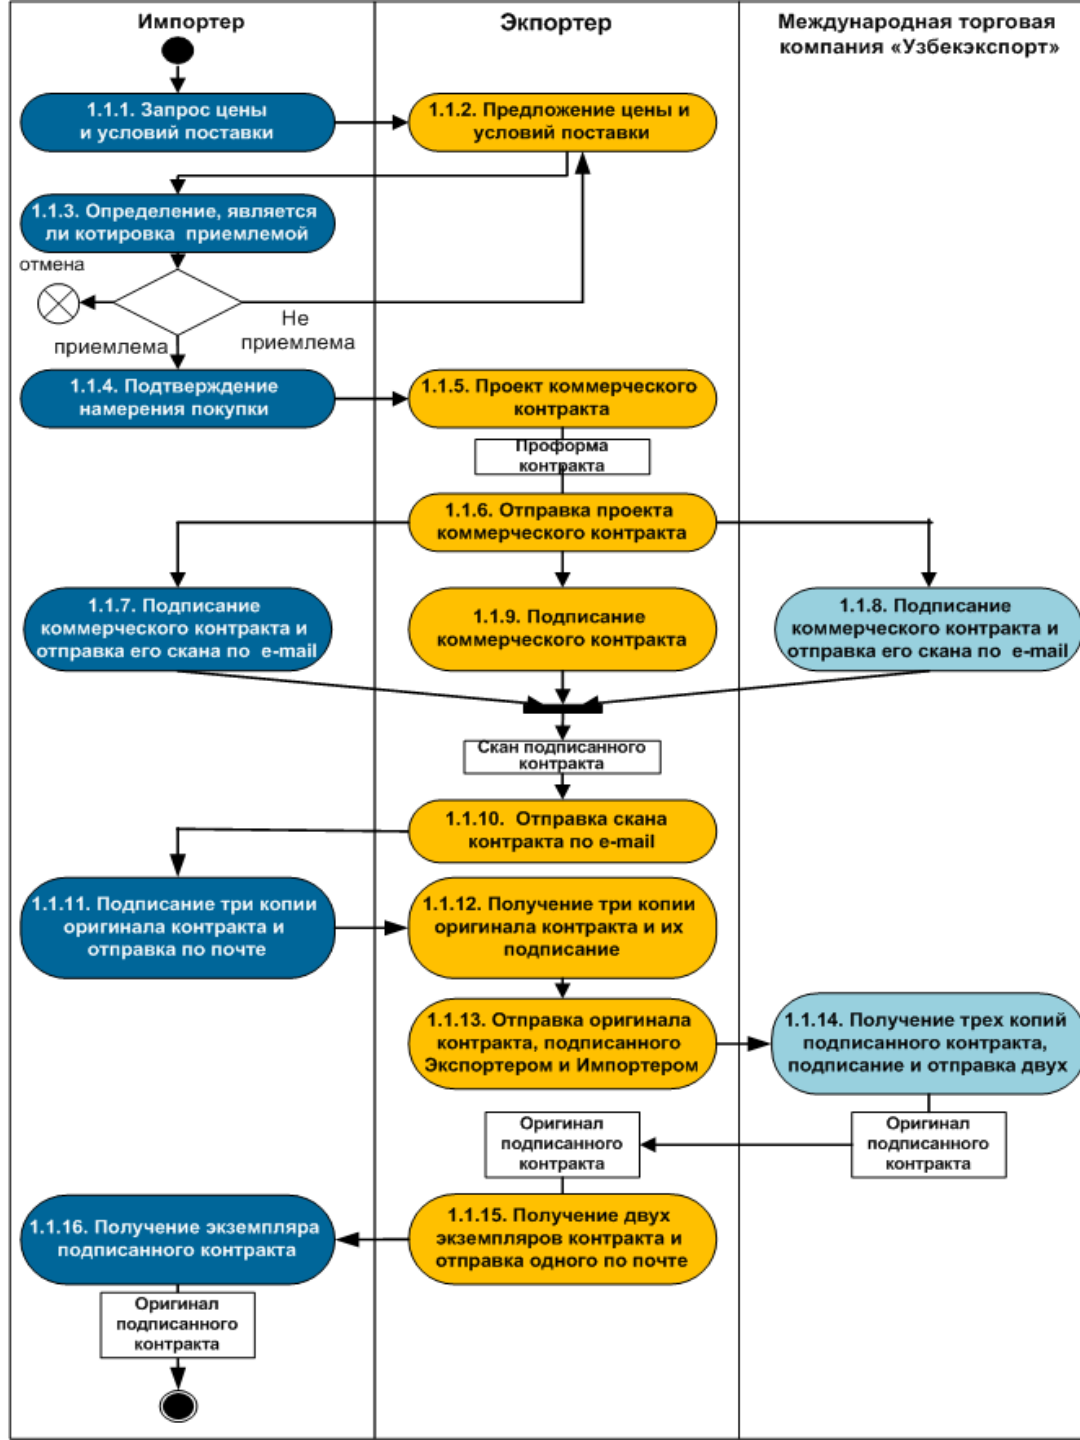 Импортер
Экпортер
Международная торговая
компания «Узбекэкспорт»
1.1.1. Запрос цены
и условий поставки
1.1.2. Предложение цены и
условий поставки
1.1.3. Определение, является
ли котировка приемлемой
отмена
Не
приемлема
приемлема
1.1.4. Подтверждение
намерения покупки
1.1.5. Проект коммерческого
контракта
Проформа
контракта
1.1.6. Отправка проекта
коммерческого контракта
1.1.7. Подписание
коммерческого контракта и
отправка его скана по e-mail
1.1.9. Подписание
коммерческого контракта
1.1.8. Подписание
коммерческого контракта и
отправка его скана по e-mail
Скан подписанного
контракта
1.1.10. Отправка скана
контракта по e-mail
1.1.11. Подписание три копии
оригинала контракта и
отправка по почте
1.1.12. Получение три копии
оригинала контракта и их
подписание
1.1.13. Отправка оригинала
контракта, подписанного
Экспортером и Импортером
1.1.14. Получение трех копий
подписанного контракта,
подписание и отправка двух
Оригинал
подписанного
контракта
Оригинал
подписанного
контракта
1.1.16. Получение экземпляра
подписанного контракта
1.1.15. Получение двух
экземпляров контракта и
отправка одного по почте
Оригинал
подписанного
контракта